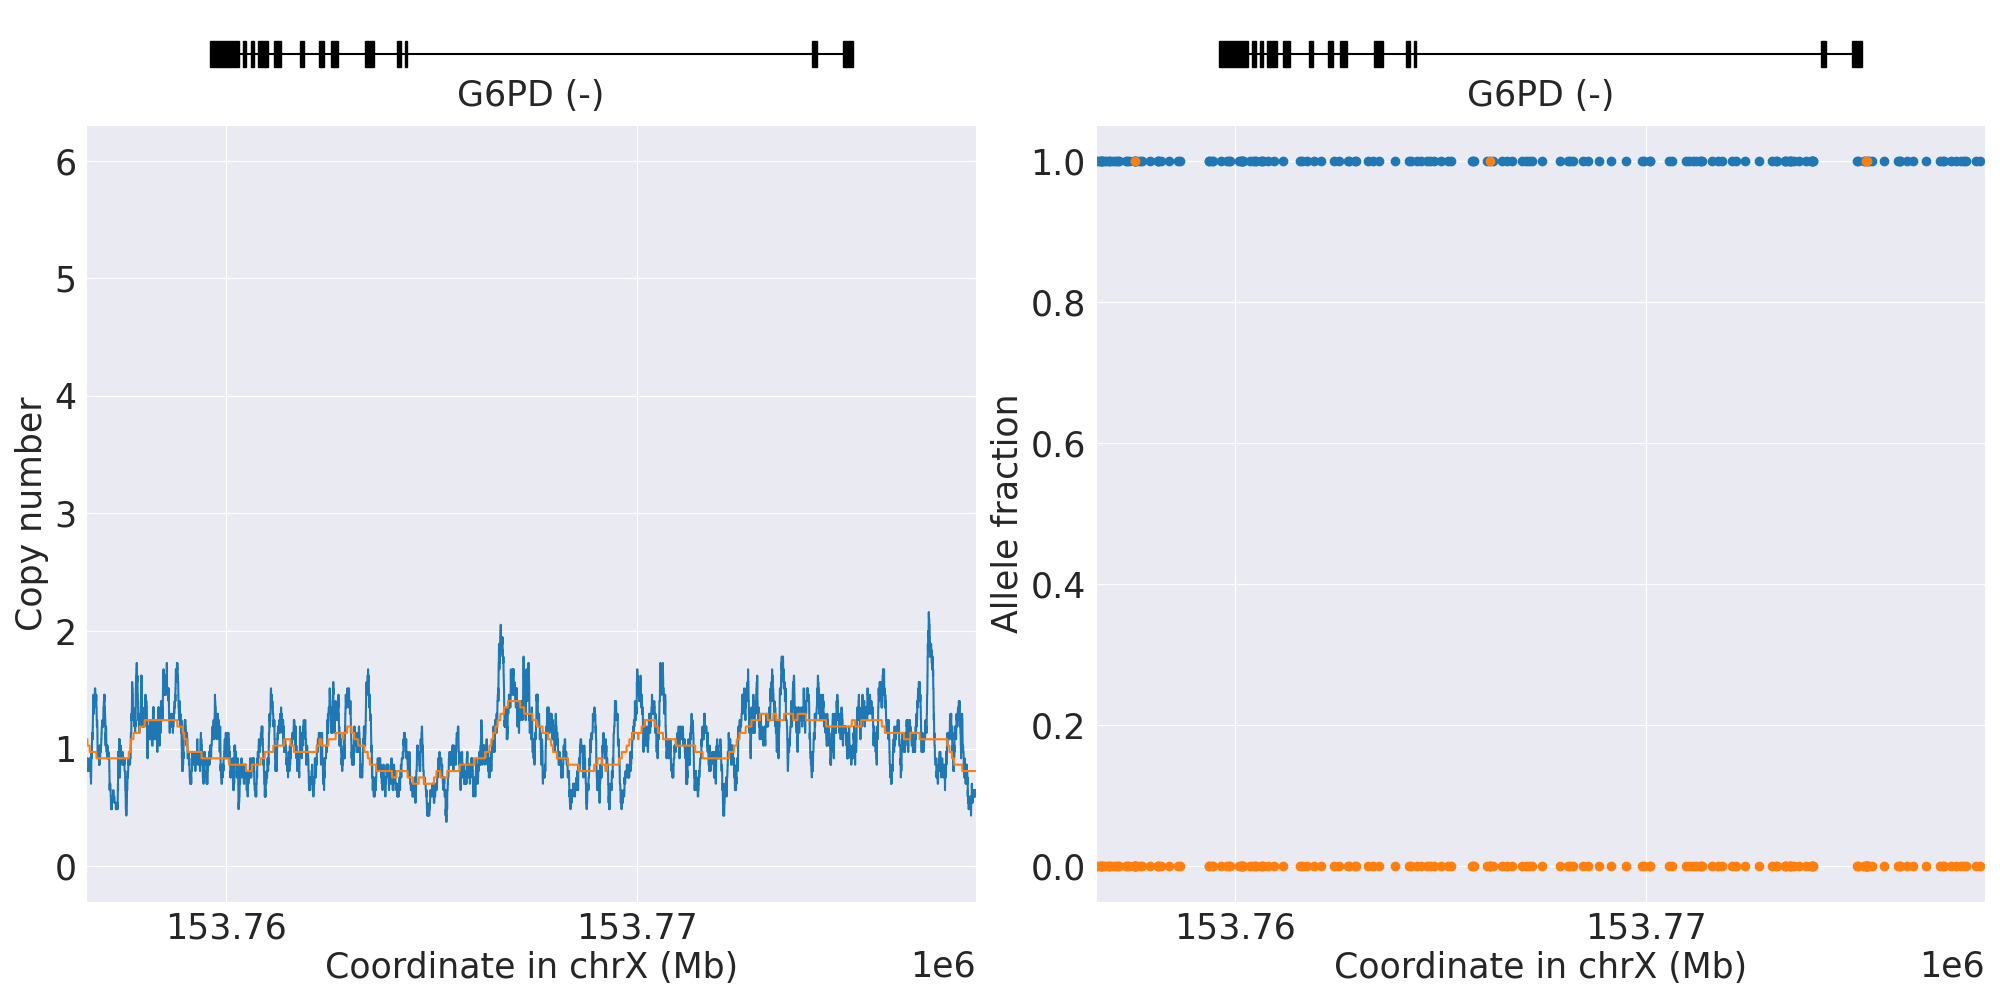 G6PD (-)
6
5
4
3
2
1
0
Copy number
153.76
153.77
Coordinate in chrX (Mb)
1e6
G6PD (-)
1.0
0.8
0.6
0.4
0.2
0.0
Allele fraction
153.76
153.77
Coordinate in chrX (Mb)
1e6